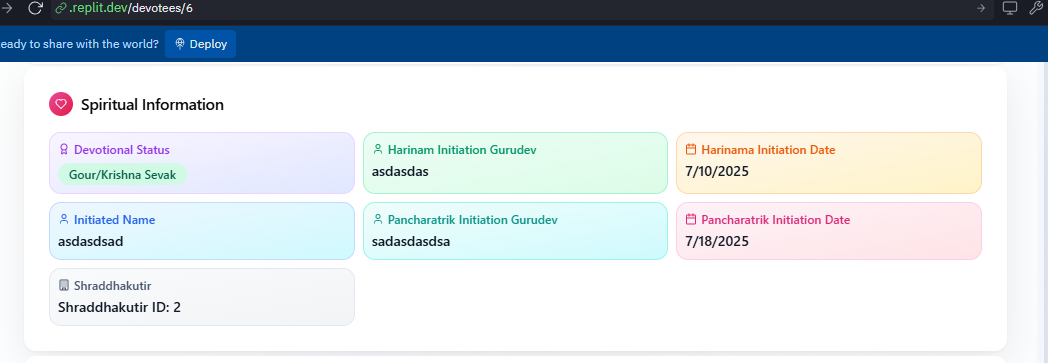 .replit.dev/devotees/6
eady to share with the world? Deploy
Spiritual Information
Devotional Status
Gour/Krishna Sevak
Harinam Initiation Gurudev
asdasdas
Harinama Initiation Date
7/10/2025
Initiated Name
asdasdsad
Pancharatrik Initiation Gurudev
sadasdasdsa
Pancharatrik Initiation Date
7/18/2025
Shraddhakutir
Shraddhakutir ID: 2